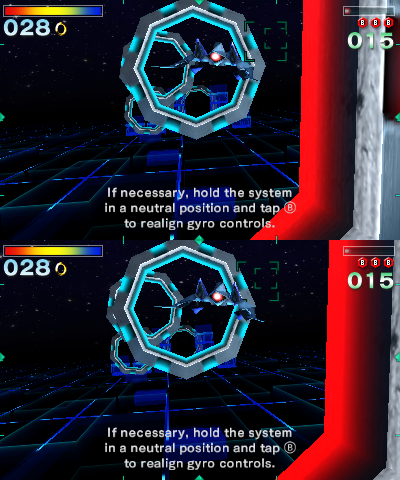 028
B B B
015
If necessary, hold the system
in a neutral position and tap Ⓑ
to realign gyro controls.
028
B B B
015
If necessary, hold the system
in a neutral position and tap Ⓑ
to realign gyro controls.